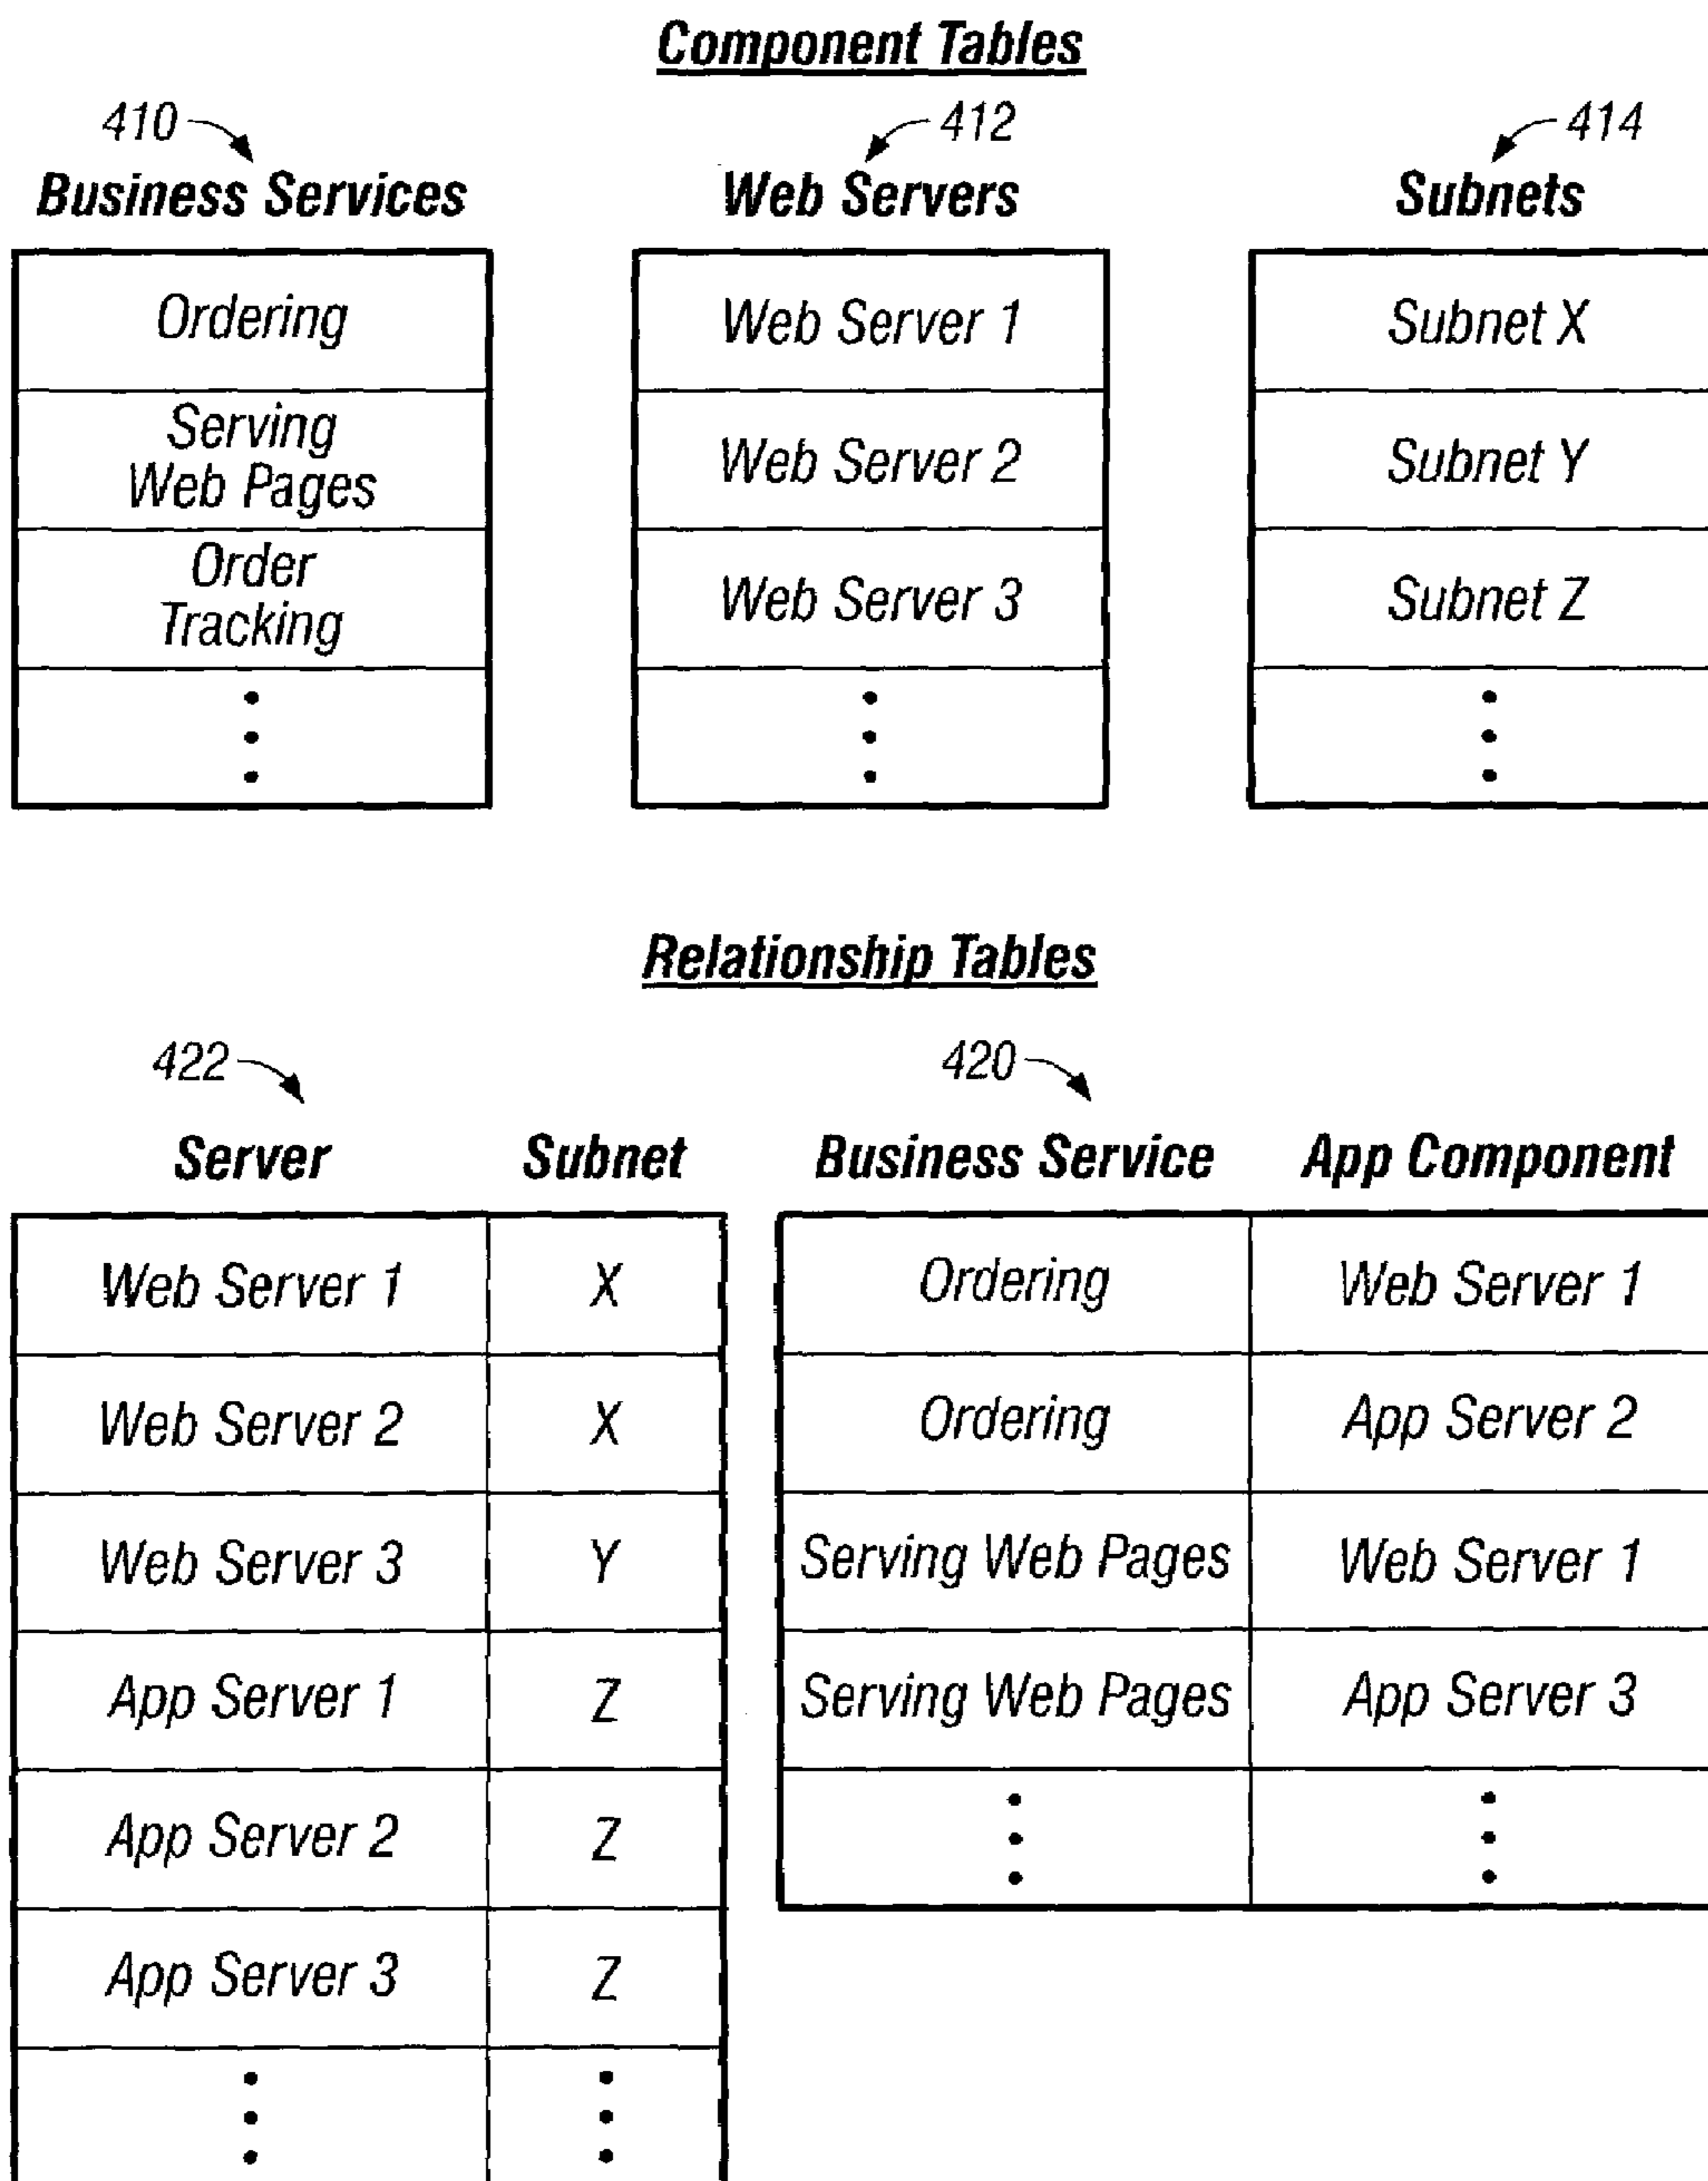 Component Tables
410
412
414
Business Services
Web Servers
Subnets
Ordering
Web Server 1
Subnet X
Serving
Web Pages
Web Server 2
Subnet Y
Order
Tracking
Web Server 3
Subnet Z
Relationship Tables
422
420
Server
Subnet
Business Service
App Component
Web Server 1
X
Ordering
Web Server 1
Web Server 2
X
Ordering
App Server 2
Web Server 3
Y
Serving Web Pages
Web Server 1
App Server 1
Z
Serving Web Pages
App Server 3
App Server 2
Z
App Server 3
Z